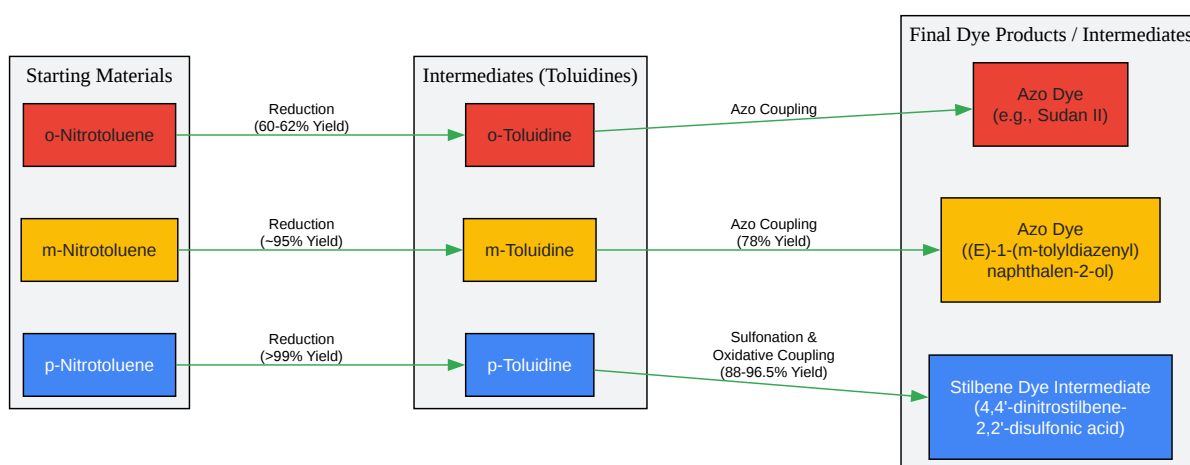 Final Dye Products / Intermediates
Starting Materials
Intermediates (Toluidines)
o-Nitrotoluene
Reduction
(60-62% Yield)
o-Toluidine
Azo Coupling
Azo Dye
(e.g., Sudan II)
m-Nitrotoluene
Reduction
(~95% Yield)
m-Toluidine
Azo Coupling
(78% Yield)
Azo Dye
((E)-1-(m-tolyldiazenyl)
naphthalen-2-ol)
p-Nitrotoluene
Reduction
(>99% Yield)
p-Toluidine
Sulfonation &
Oxidative Coupling
(88-96.5% Yield)
Stilbene Dye Intermediate
(4,4'-dinitrostilbene-
2,2'-disulfonic acid)